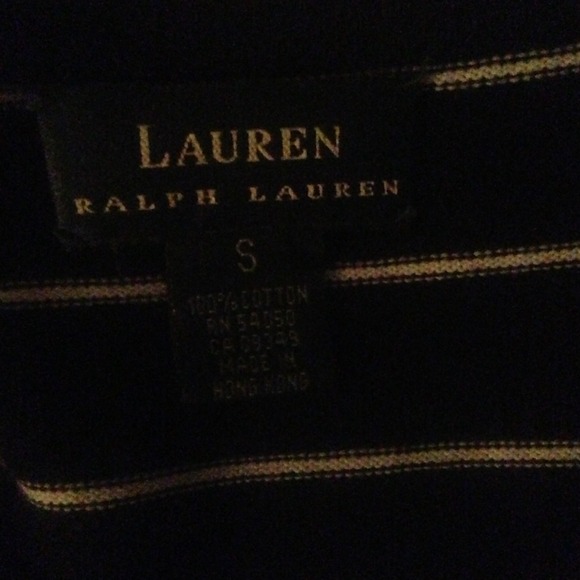 LAUREN
RALPH LAUREN
S
100% COTTON
RN 54050
MADE IN
HONG KONG